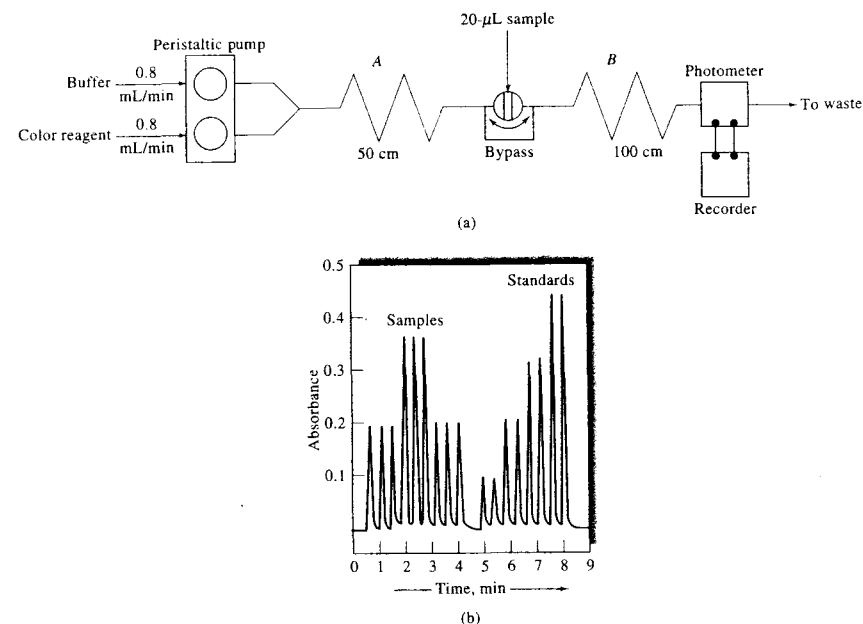 20-μL sample
Peristaltic pump
A
B
Photometer
Buffer 0.8 mL/min
Color reagent 0.8 mL/min
To waste
50 cm
Bypass
100 cm
Recorder
(a)
0.5
Standards
0.4
Samples
0.3
Absorbance
0.2
0.1
0 1 2 3 4 5 6 7 8 9
Time, min
(b)